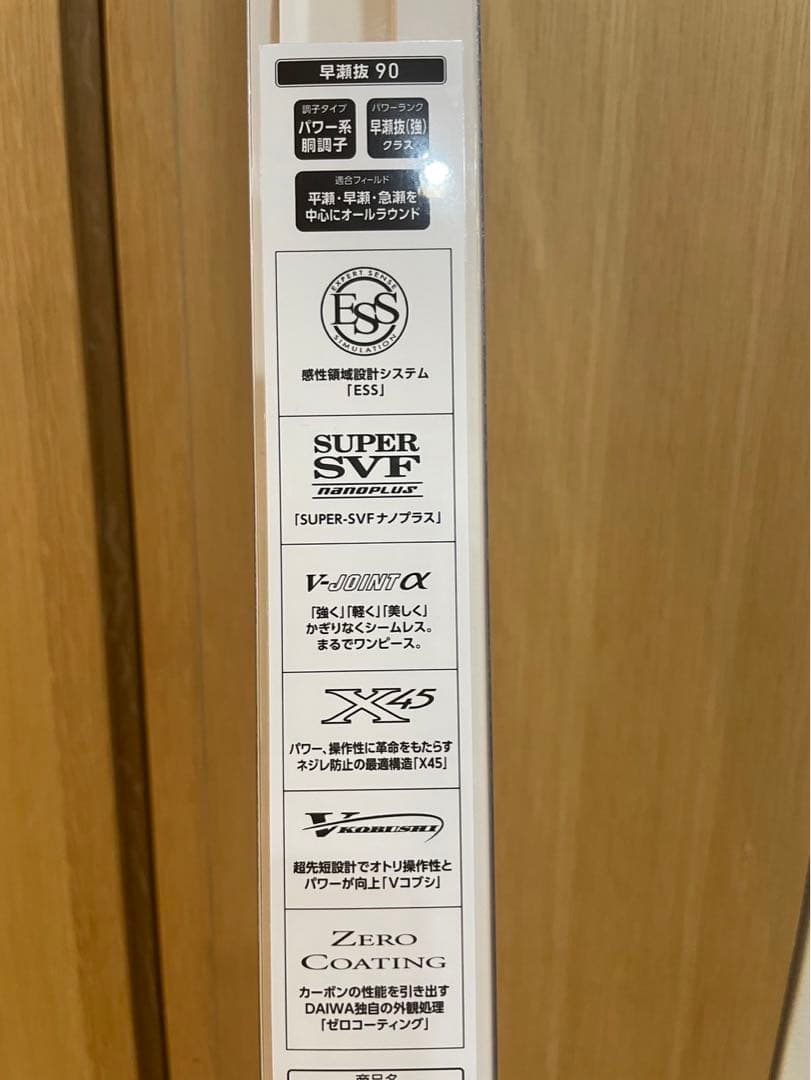 早瀬抜 90
調子タイプ
パワー系
胴調子
パワーランク
早瀬抜(強)
クラス
適合フィールド
平瀬・早瀬・急瀬を
中心にオールラウンド
EXPERT SENSE
ESS
SIMULATION
感性領域設計システム
「ESS」
SUPER
SVF
nanoplus
「SUPER-SVFナノプラス」
V-JOINTα
「強く」「軽く」「美しく」
かぎりなくシームレス。
まるでワンピース。
X45
パワー、操作性に革命をもたらす
ネジレ防止の最適構造「X45」
V KOBUSHI
超先短設計でオトリ操作性と
パワーが向上「Vコブシ」
ZERO
COATING
カーボンの性能を引き出す
DAIWA独自の外観処理
「ゼロコーティング」
商品名